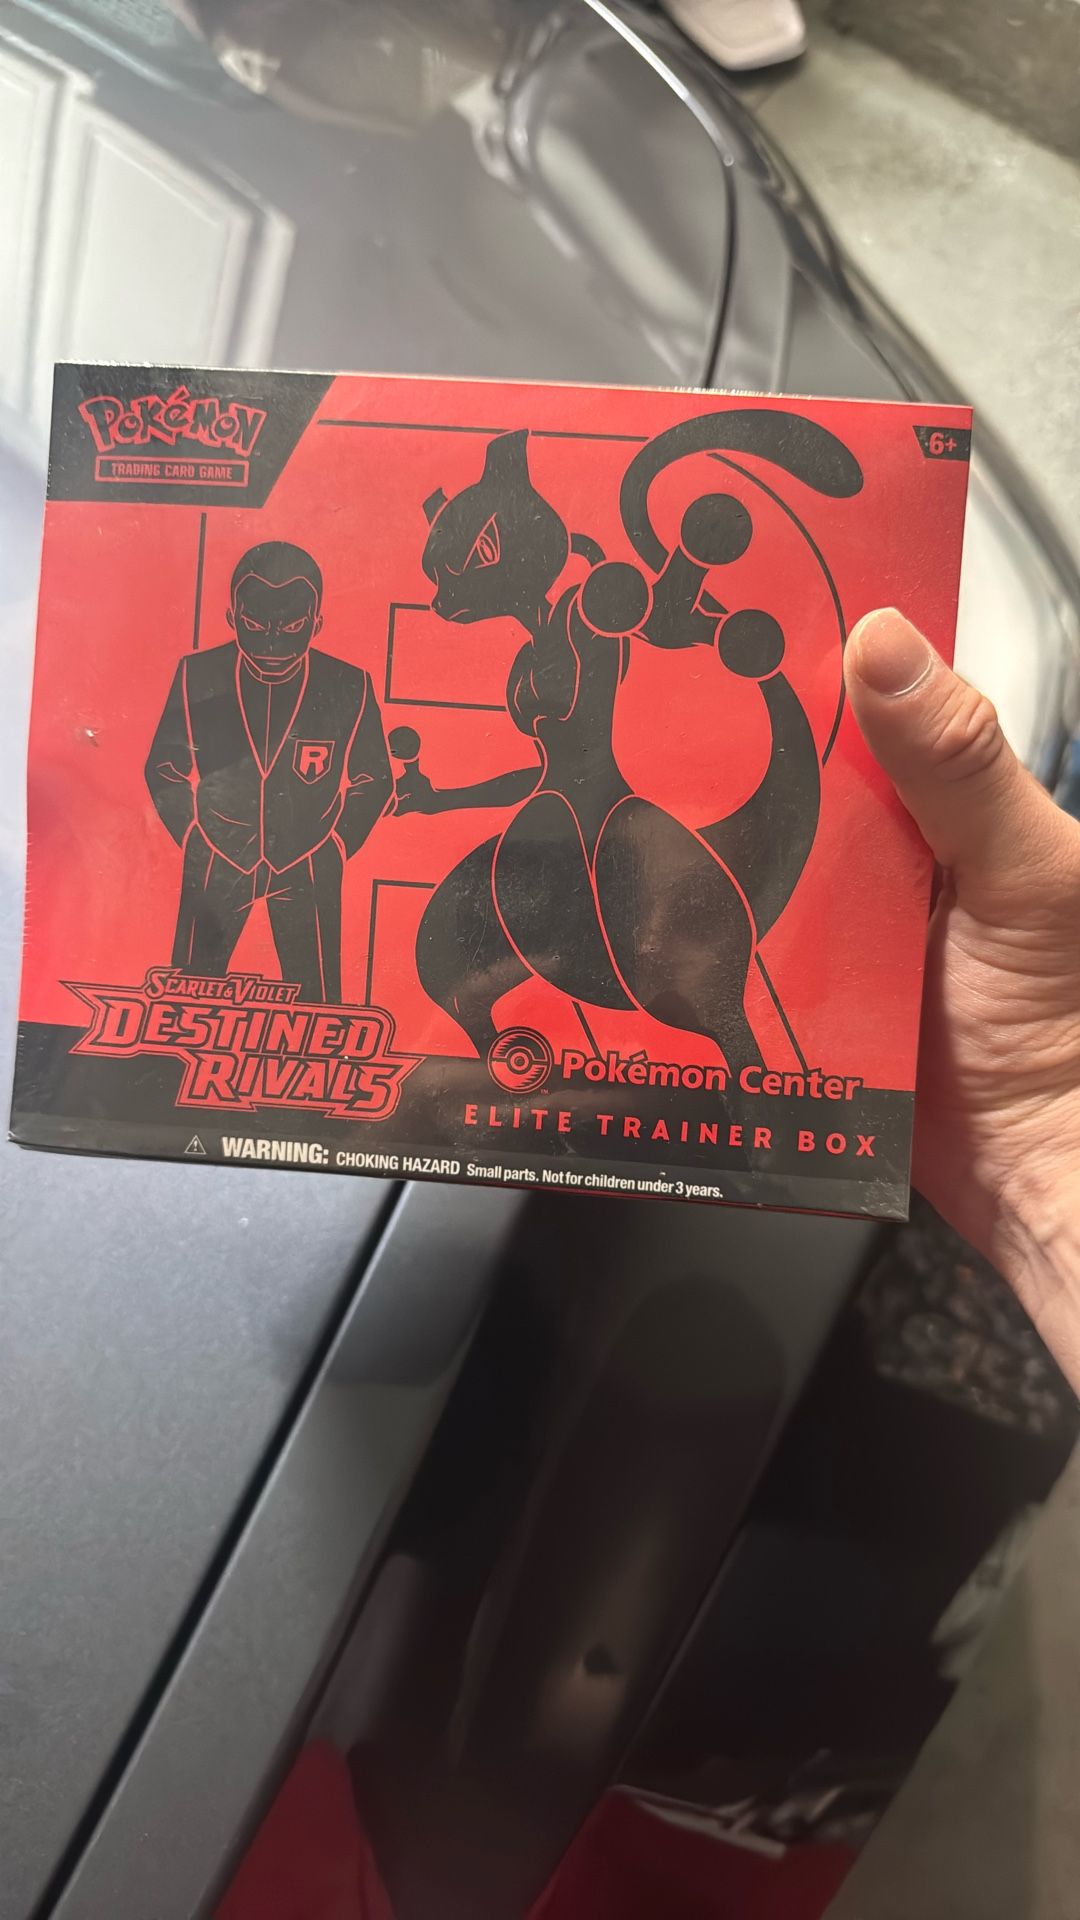 POKéMON
TRADING CARD GAME
6+
R
SCARLET & VIOLET
DESTINED
RIVALS
Pokémon Center
ELITE TRAINER BOX
WARNING: CHOKING HAZARD Small parts. Not for children under 3 years.